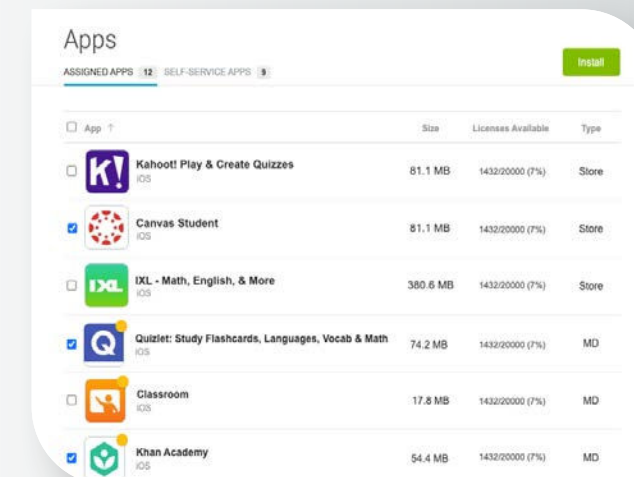 Apps
Install
ASSIGNED APPS 12 SELF-SERVICE APPS 9
App ↑ Size Licenses Available Type
K! Kahoot! Play & Create Quizzes 81.1 MB 1432/20000 (7%) Store
iOS
Canvas Student 81.1 MB 1432/20000 (7%) Store
iOS
IXL IXL - Math, English, & More 380.6 MB 1432/20000 (7%) Store
iOS
Q Quizlet: Study Flashcards, Languages, Vocab & Math 74.2 MB 1432/20000 (7%) MD
iOS
Classroom 17.8 MB 1432/20000 (7%) MD
iOS
Khan Academy 54.4 MB 1432/20000 (7%) MD
iOS